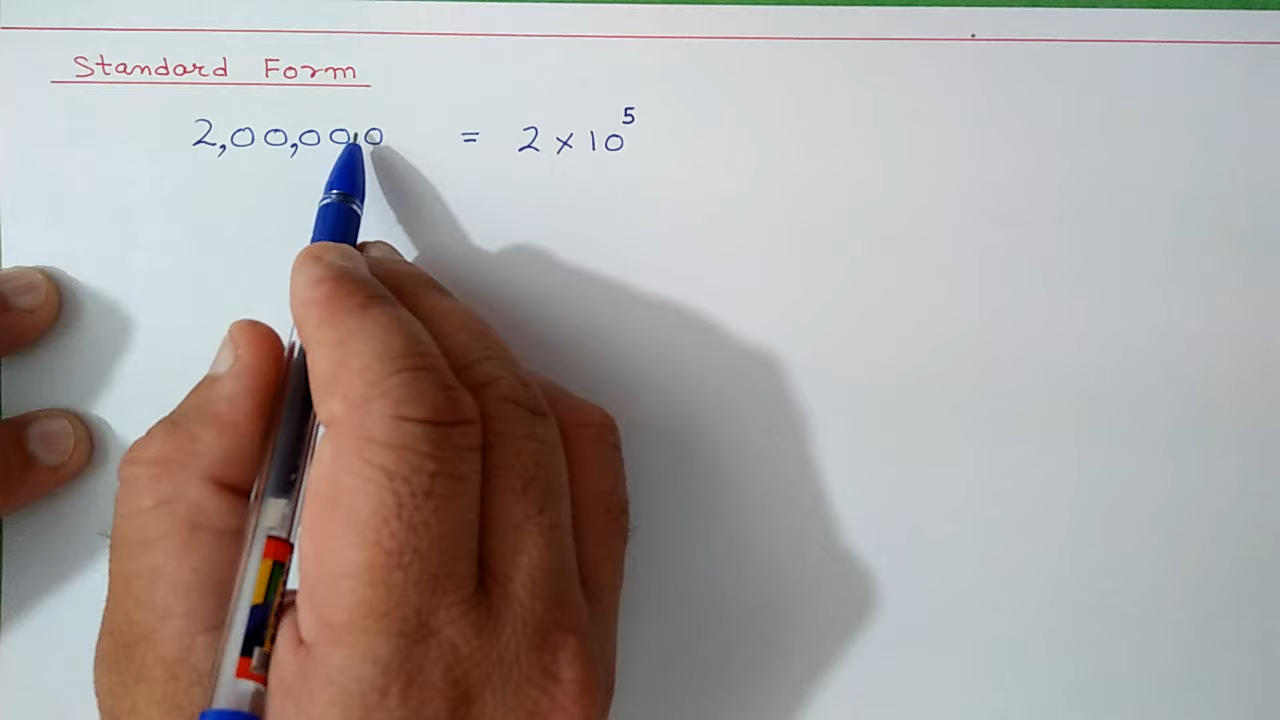 Standard Form
2,00,000 = 2 × 10⁵